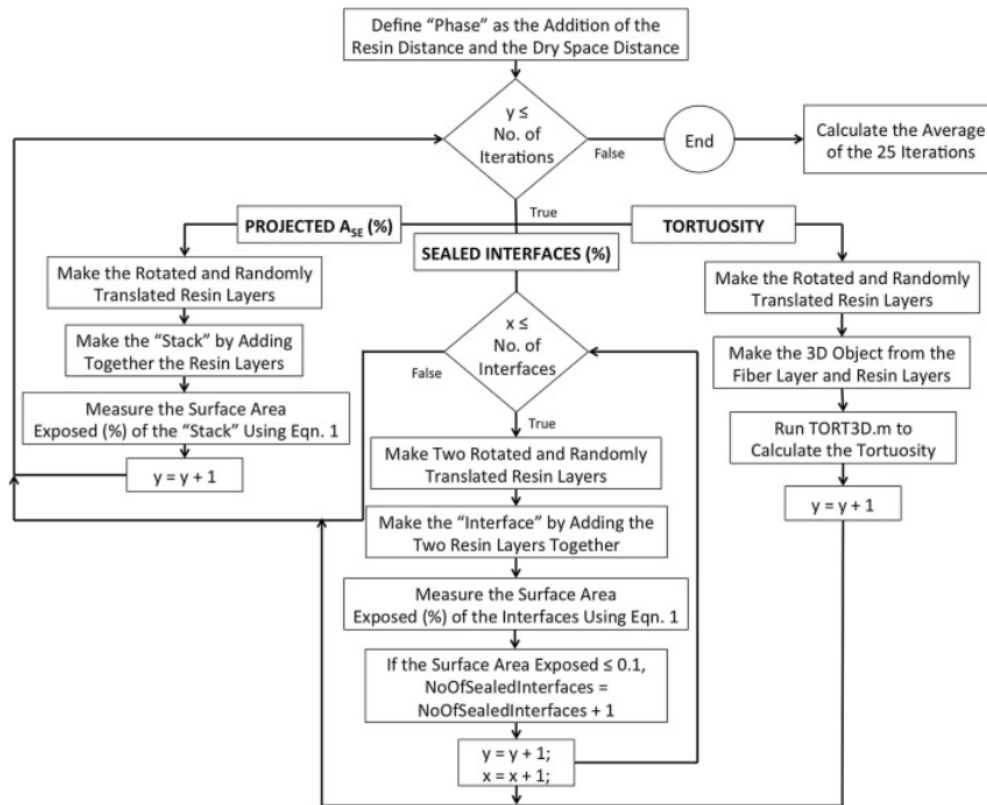 Define “Phase” as the Addition of the
Resin Distance and the Dry Space Distance
y ≤
No. of
Iterations
False
End
Calculate the Average
of the 25 Iterations
True
PROJECTED A_SE (%)
SEALED INTERFACES (%)
TORTUOSITY
Make the Rotated and Randomly
Translated Resin Layers
Make the “Stack” by Adding
Together the Resin Layers
Measure the Surface Area
Exposed (%) of the “Stack” Using Eqn. 1
y = y + 1
x ≤
No. of
Interfaces
False
True
Make Two Rotated and Randomly
Translated Resin Layers
Make the “Interface” by Adding the
Two Resin Layers Together
Measure the Surface Area
Exposed (%) of the Interfaces Using Eqn. 1
If the Surface Area Exposed ≤ 0.1,
NoOfSealedInterfaces =
NoOfSealedInterfaces + 1
y = y + 1;
x = x + 1;
Make the Rotated and Randomly
Translated Resin Layers
Make the 3D Object from the
Fiber Layer and Resin Layers
Run TORT3D.m to
Calculate the Tortuosity
y = y + 1